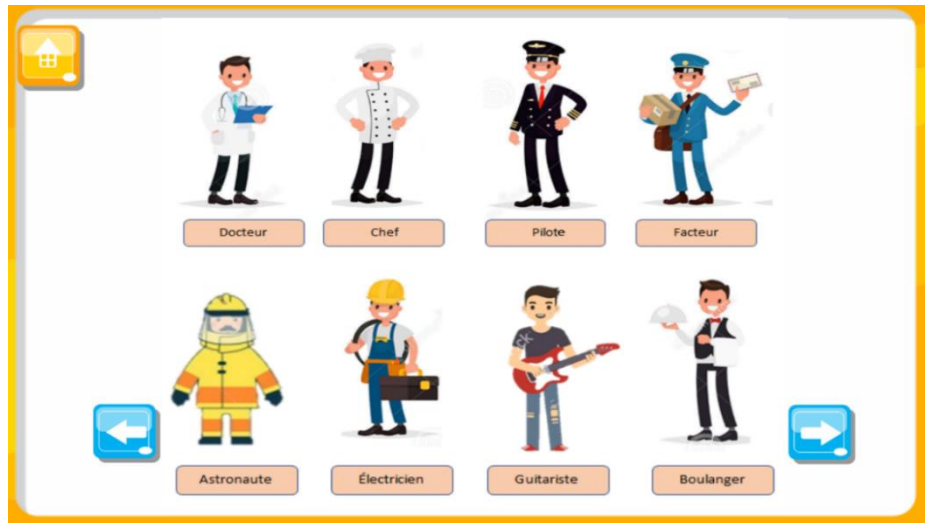 Docteur
Chef
Pilote
Facteur
Astronaute
Électricien
Guitariste
Boulanger